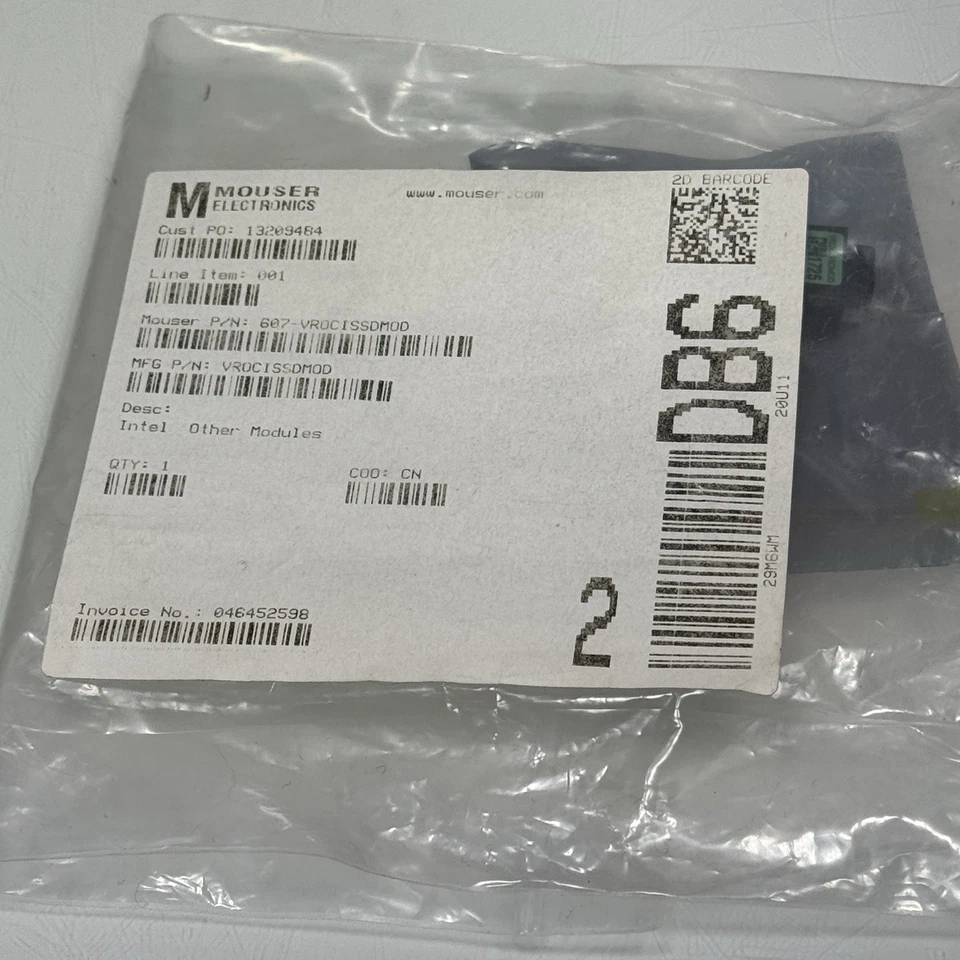 MOUSER
ELECTRONICS
www.mouser.com
2D BARCODE
Cust PO: 13209484
Line Item: 001
Mouser P/N: 607-VROCISSDMOD
MFG P/N: VROCISSDMOD
Desc:
Intel Other Modules
QTY: 1
COO: CN
Invoice No.: 046452598
2
DB6
20U11
29M6WM